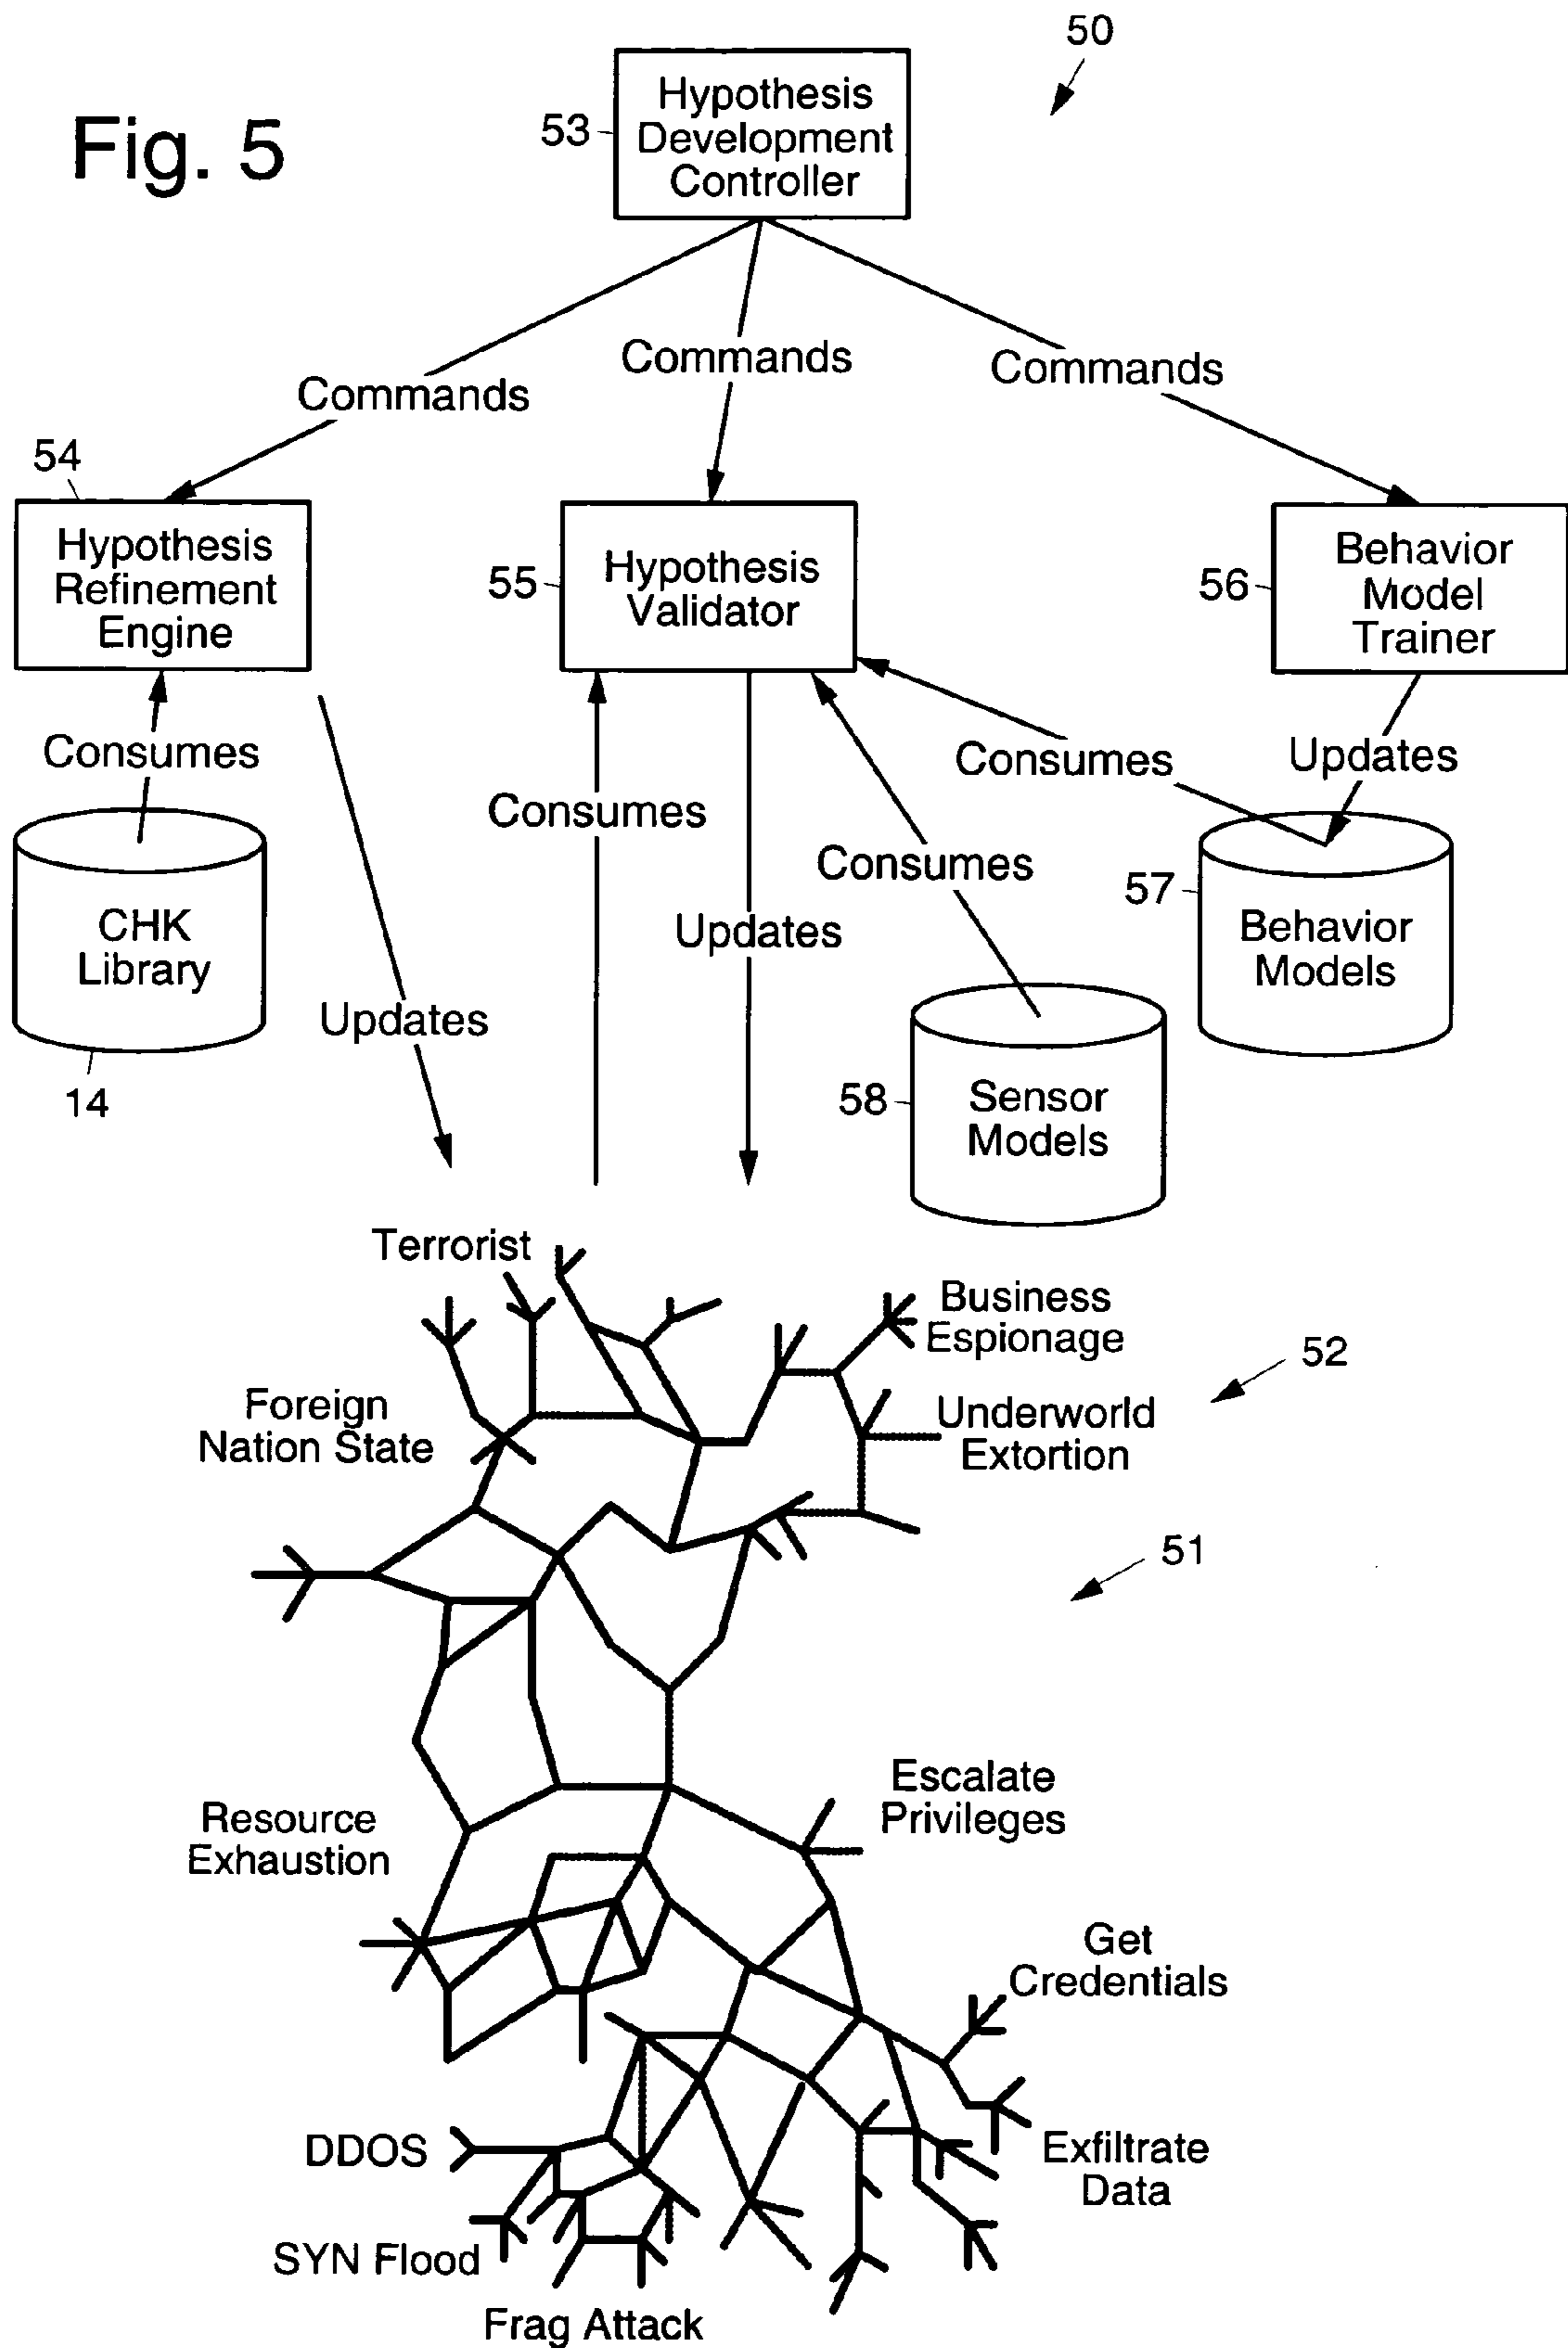 50
Fig. 5
53
Hypothesis
Development
Controller
Commands
Commands
Commands
54
Hypothesis
Refinement
Engine
55
Hypothesis
Validator
56
Behavior
Model
Trainer
Consumes
Consumes
Updates
Consumes
Consumes
Updates
57
Behavior
Models
CHK
Library
14
Updates
58
Sensor
Models
Terrorist
Business
Espionage
52
Foreign
Nation State
Underworld
Extortion
51
Escalate
Privileges
Resource
Exhaustion
Get
Credentials
DDOS
Exfiltrate
Data
SYN Flood
Frag Attack